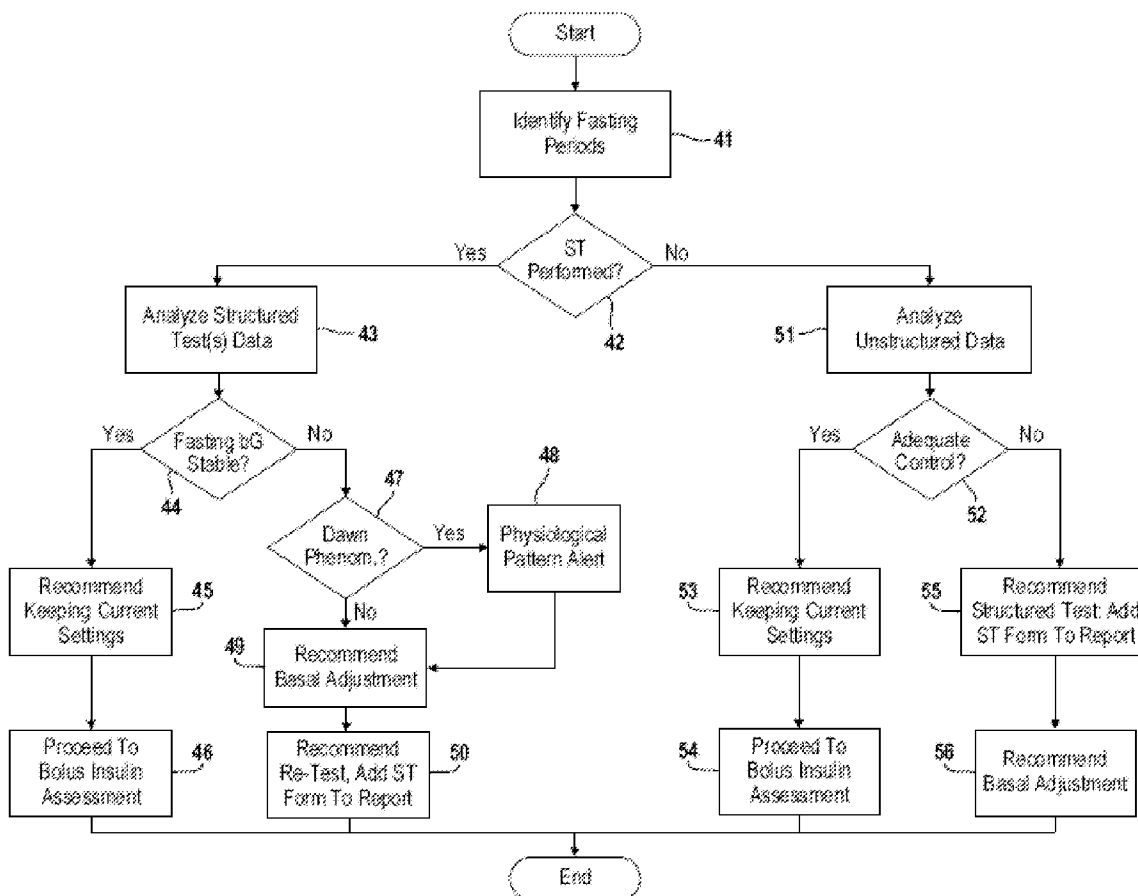 Start
Identify Fasting
Periods
41
ST
Performed?
Yes
No
42
Analyze Structured
Test(s) Data
43
51
Analyze
Unstructured Data
Fasting bG
Stable?
Yes
No
44
Adequate
Control?
Yes
No
52
47
Dawn
Phenom.?
Yes
No
48
Physiological
Pattern Alert
Recommend
Keeping Current
Settings
45
49
Recommend
Basal Adjustment
53
Recommend
Keeping Current
Settings
55
Recommend
Structured Test: Add
ST Form To Report
Proceed To
Bolus Insulin
Assessment
46
Recommend
Re-Test, Add ST
Form To Report
50
54
Proceed To
Bolus Insulin
Assessment
56
Recommend
Basal Adjustment
End